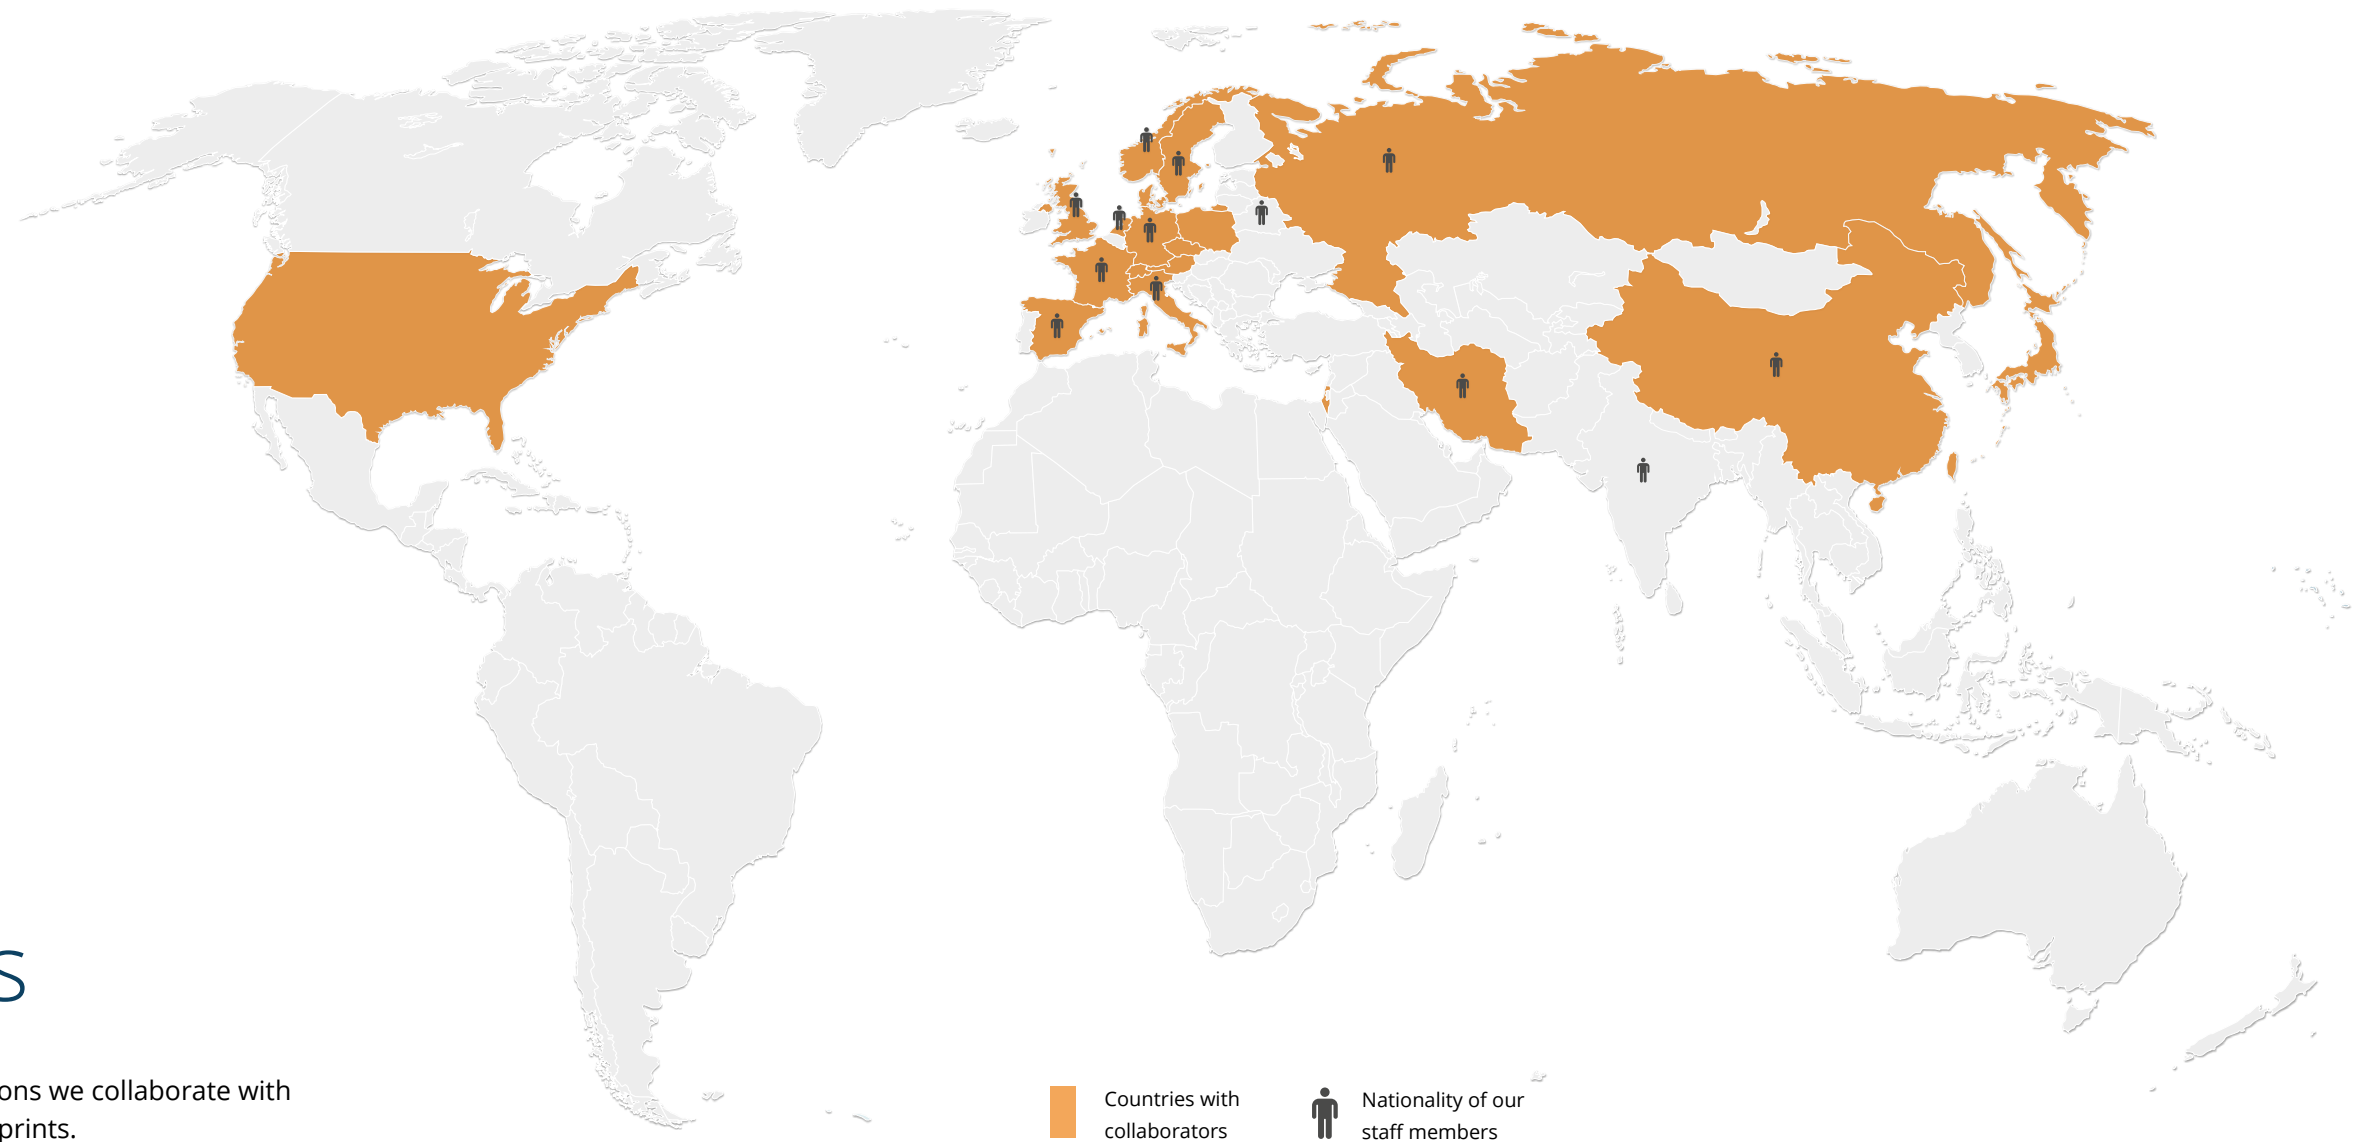 s
ons we collaborate with
prints.
Countries with
collaborators
Nationality of our
staff members